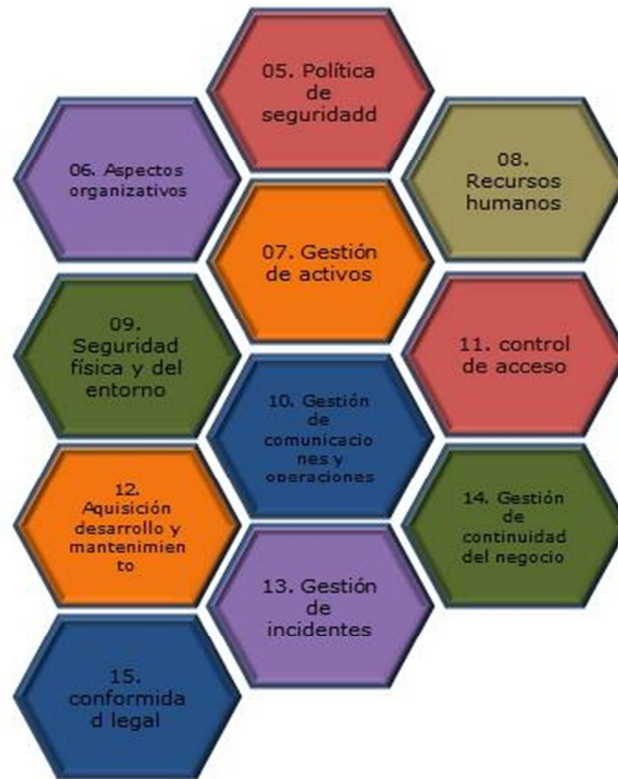 05. Política
de
seguridadd
06. Aspectos
organizativos
08.
Recursos
humanos
07. Gestión
de activos
09.
Seguridad
física y del
entorno
11. control
de acceso
10. Gestión
de
comunicacio
nes y
operaciones
12.
Aquisición
desarrollo y
mantenimien
to
14. Gestión
de
continuidad
del negocio
13. Gestión
de
incidentes
15.
conformida
d legal